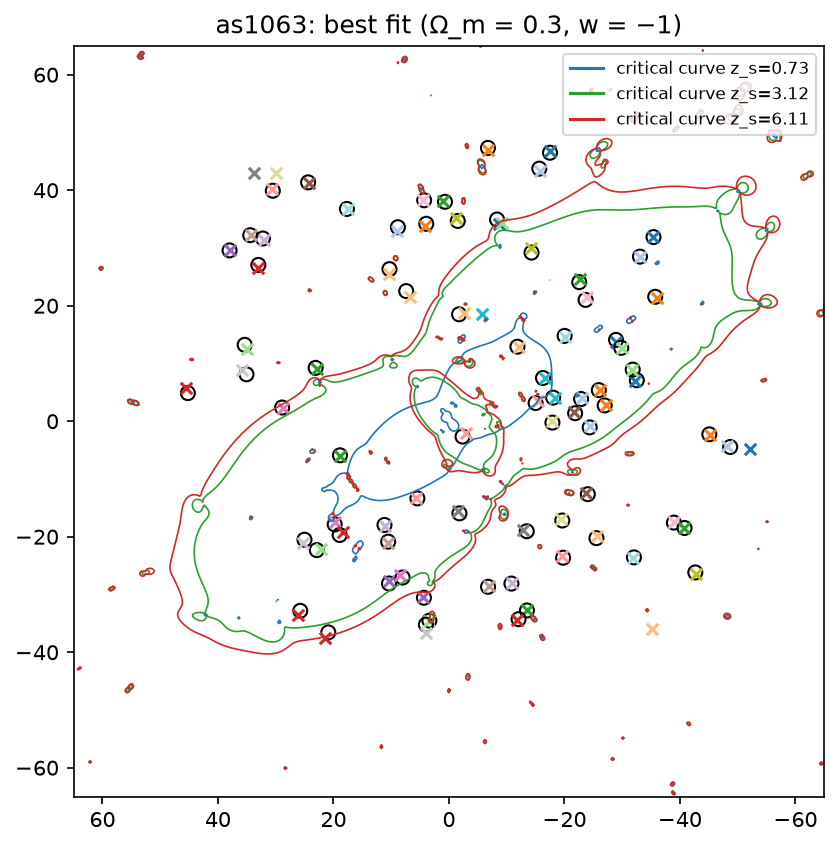 as1063: best fit (Ω_m = 0.3, w = −1)
critical curve z_s=0.73
critical curve z_s=3.12
critical curve z_s=6.11
60
40
20
0
−20
−40
−60
60 40 20 0 −20 −40 −60